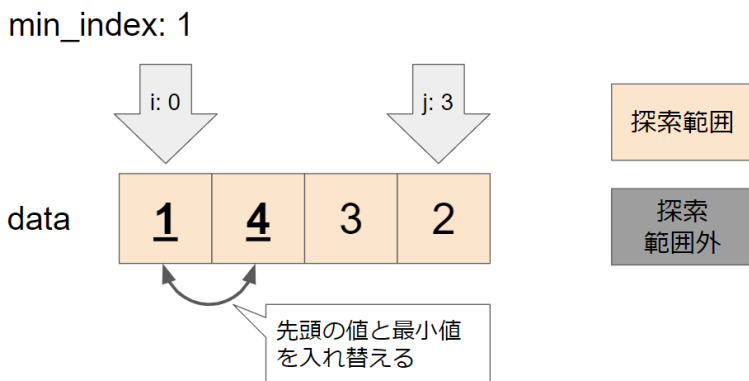 min_index: 1
i: 0
j: 3
探索範囲
data
1
4
3
2
探索
範囲外
先頭の値と最小値
を入れ替える